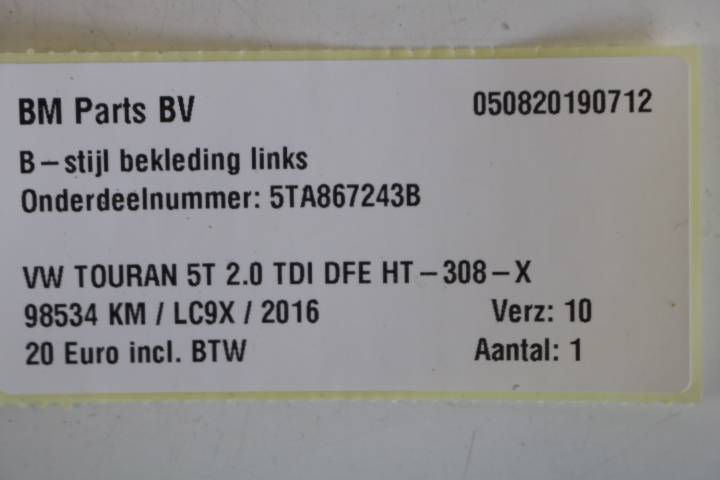 BM Parts BV 050820190712
B-stijl bekleding links
Onderdeelnummer: 5TA867243B
VW TOURAN 5T 2.0 TDI DFE HT-308-X
98534 KM / LC9X / 2016 Verz: 10
20 Euro incl. BTW Aantal: 1